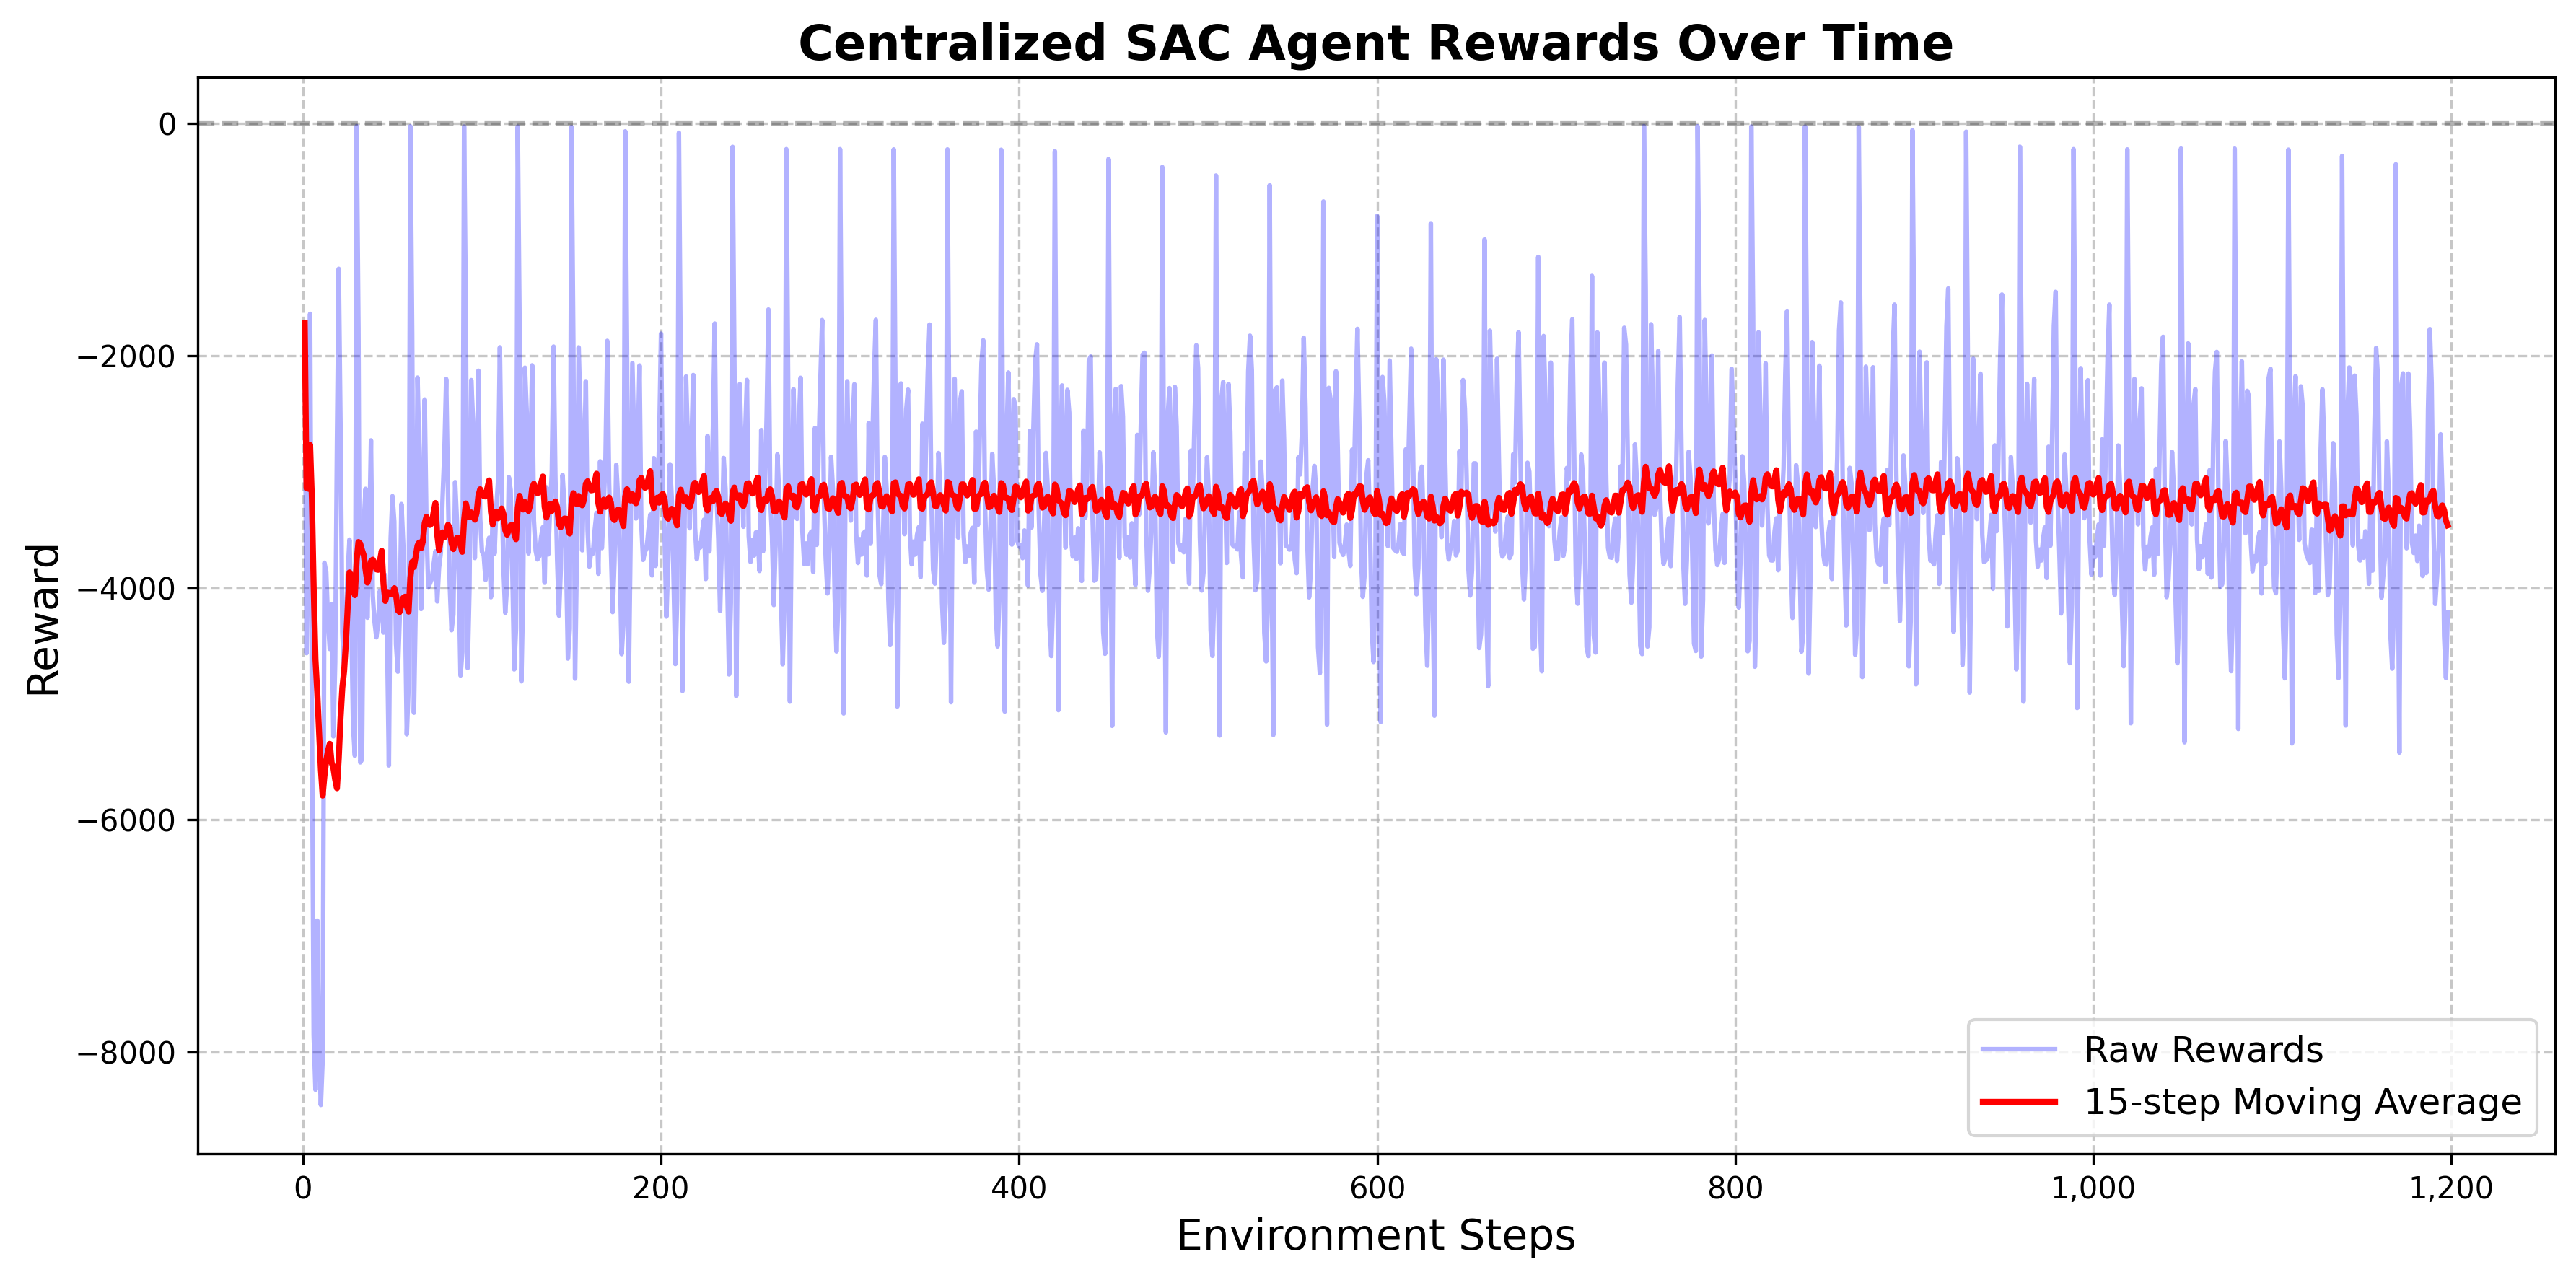 Centralized SAC Agent Rewards Over Time
Reward
0
−2000
−4000
−6000
−8000
Raw Rewards
15-step Moving Average
0
200
400
600
800
1,000
1,200
Environment Steps